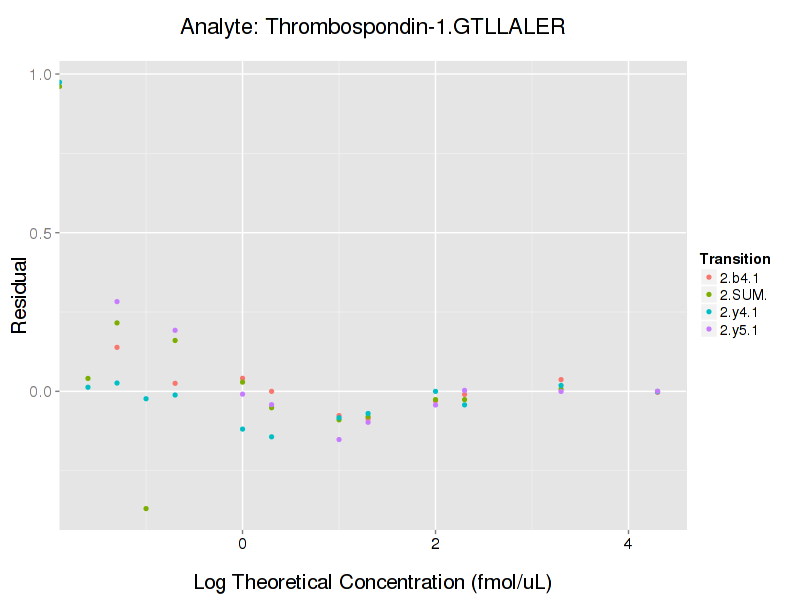 Analyte: Thrombospondin-1.GTLLALER
1.0
0.5
0.0
Residual
0 2 4
Log Theoretical Concentration (fmol/uL)
Transition
2.b4.1
2.SUM.
2.y4.1
2.y5.1